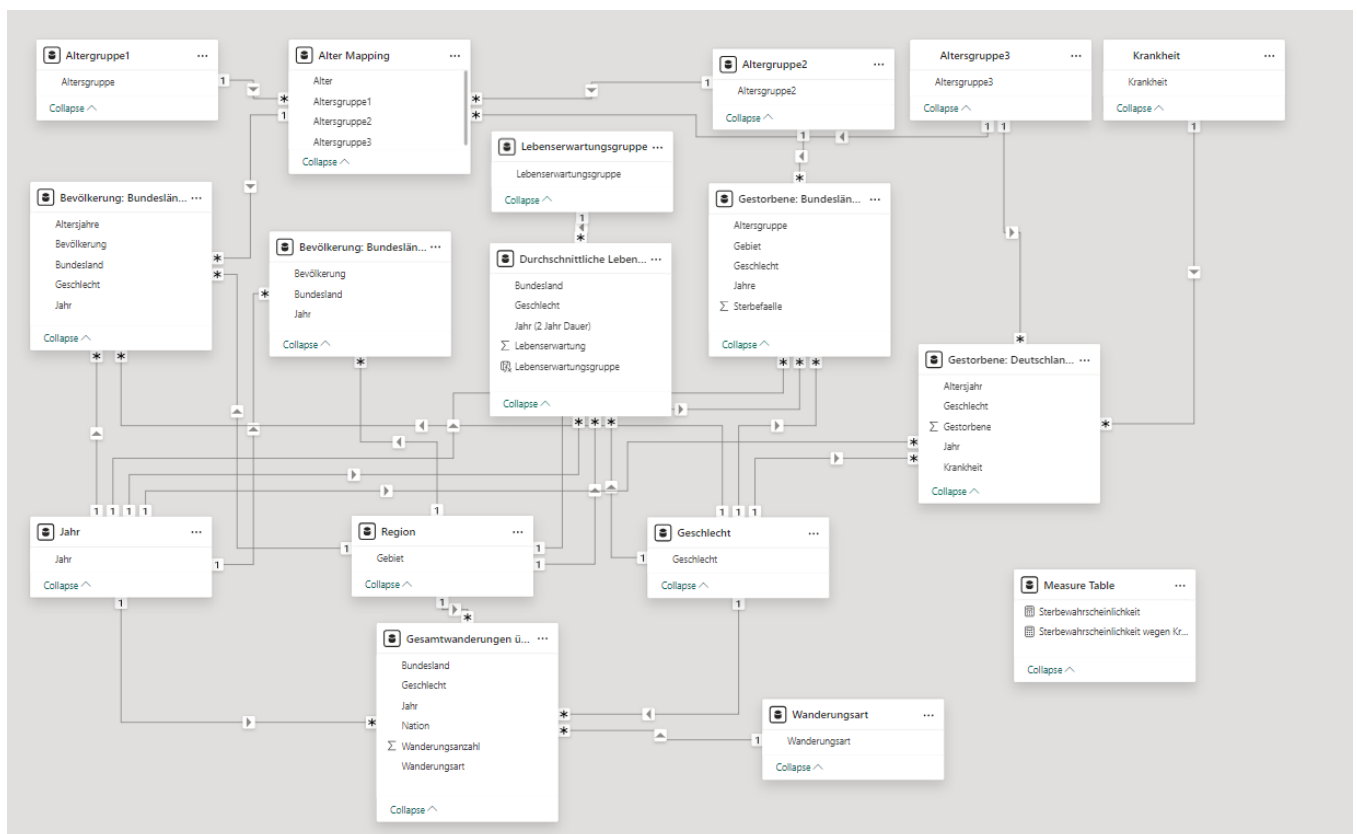 Altergruppe1
Altersgruppe
Collapse
Alter Mapping
Alter
Altersgruppe1
Altersgruppe2
Altersgruppe3
Collapse
Altergruppe2
Altersgruppe2
Collapse
Altersgruppe3
Altersgruppe3
Collapse
Krankheit
Krankheit
Collapse
Lebenserwartungsgruppe
Lebenserwartungsgruppe
Collapse
Bevölkerung: Bundeslän...
Altersjahre
Bevölkerung
Bundesland
Geschlecht
Jahr
Collapse
Bevölkerung: Bundeslän...
Bevölkerung
Bundesland
Jahr
Collapse
Durchschnittliche Leben...
Bundesland
Geschlecht
Jahr (2 Jahr Dauer)
Σ Lebenserwartung
Lebenserwartungsgruppe
Collapse
Gestorbene: Bundeslän...
Altersgruppe
Gebiet
Geschlecht
Jahre
Σ Sterbefaelle
Collapse
Gestorbene: Deutschlan...
Altersjahr
Geschlecht
Σ Gestorbene
Jahr
Krankheit
Collapse
Jahr
Jahr
Collapse
Region
Gebiet
Collapse
Geschlecht
Geschlecht
Collapse
Measure Table
Sterbewahrscheinlichkeit
Sterbewahrscheinlichkeit wegen Kr...
Collapse
Gesamtwanderungen ü...
Bundesland
Geschlecht
Jahr
Nation
Σ Wanderungsanzahl
Wanderungsart
Collapse
Wanderungsart
Wanderungsart
Collapse